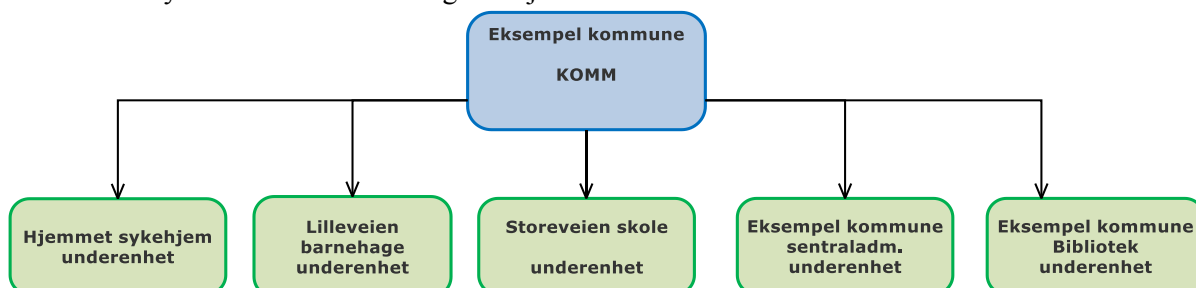 Eksempel kommune
KOMM
Hjemmet sykehjem
underenhet
Lilleveien
barnehage
underenhet
Storeveien skole
underenhet
Eksempel kommune
sentraladm.
underenhet
Eksempel kommune
Bibliotek
underenhet